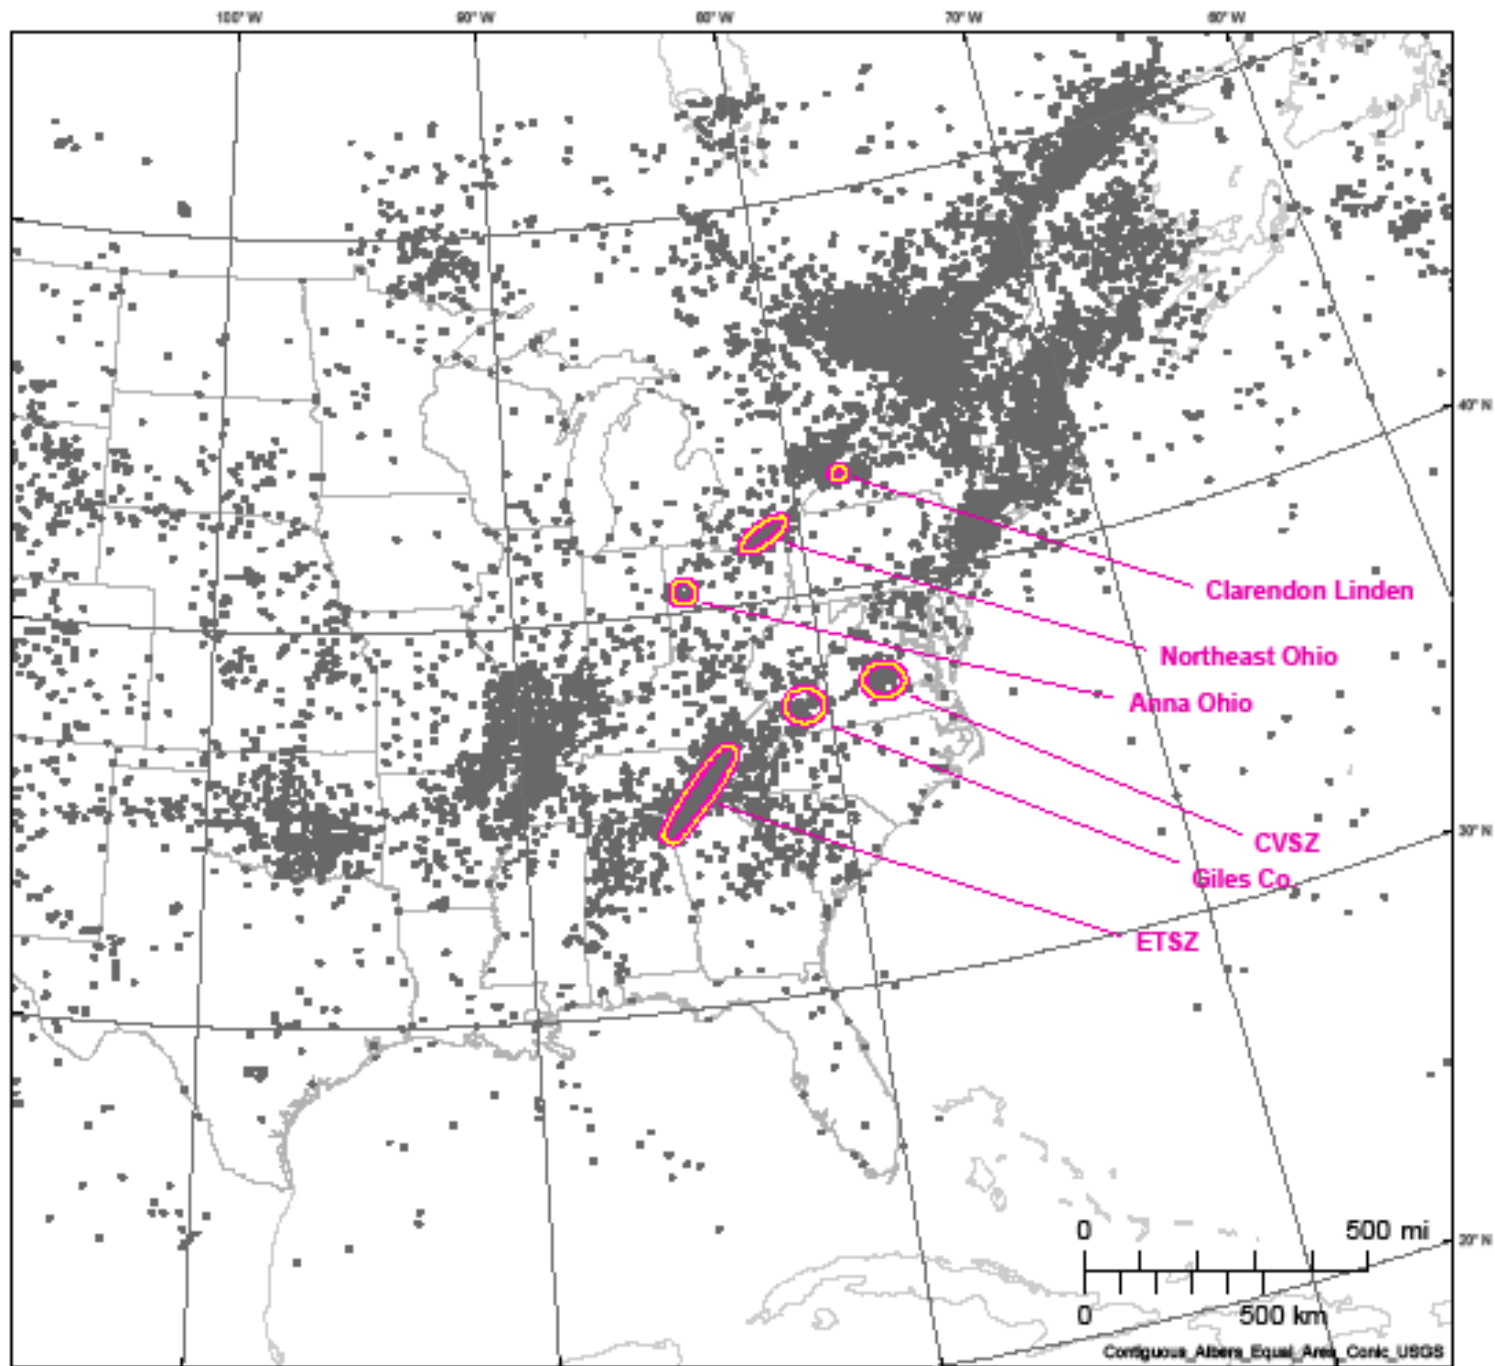 100° W 90° W 80° W 70° W 60° W
40° N
Clarendon Linden
Northeast Ohio
Anna Ohio
30° N
CVSZ
Giles Co.
ETSZ
0 500 mi
20° N
0 500 km
Contiguous_Albers_Equal_Area_Conic_USGS